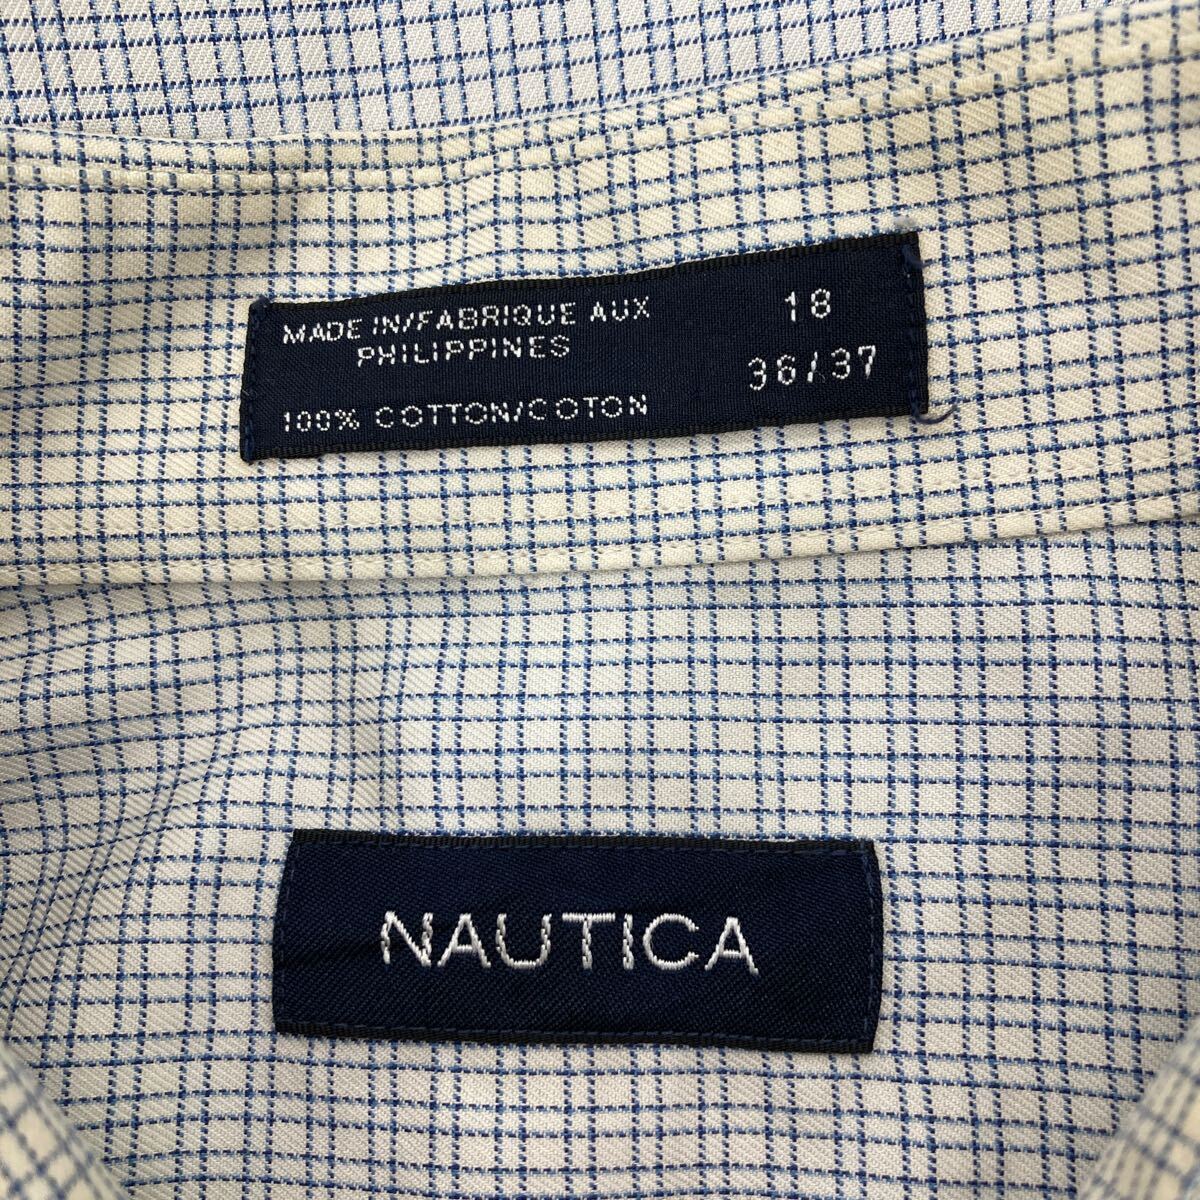 MADE IN/FABRIQUE AUX
PHILIPPINES
100% COTTON/COTON
18
36/37
NAUTICA